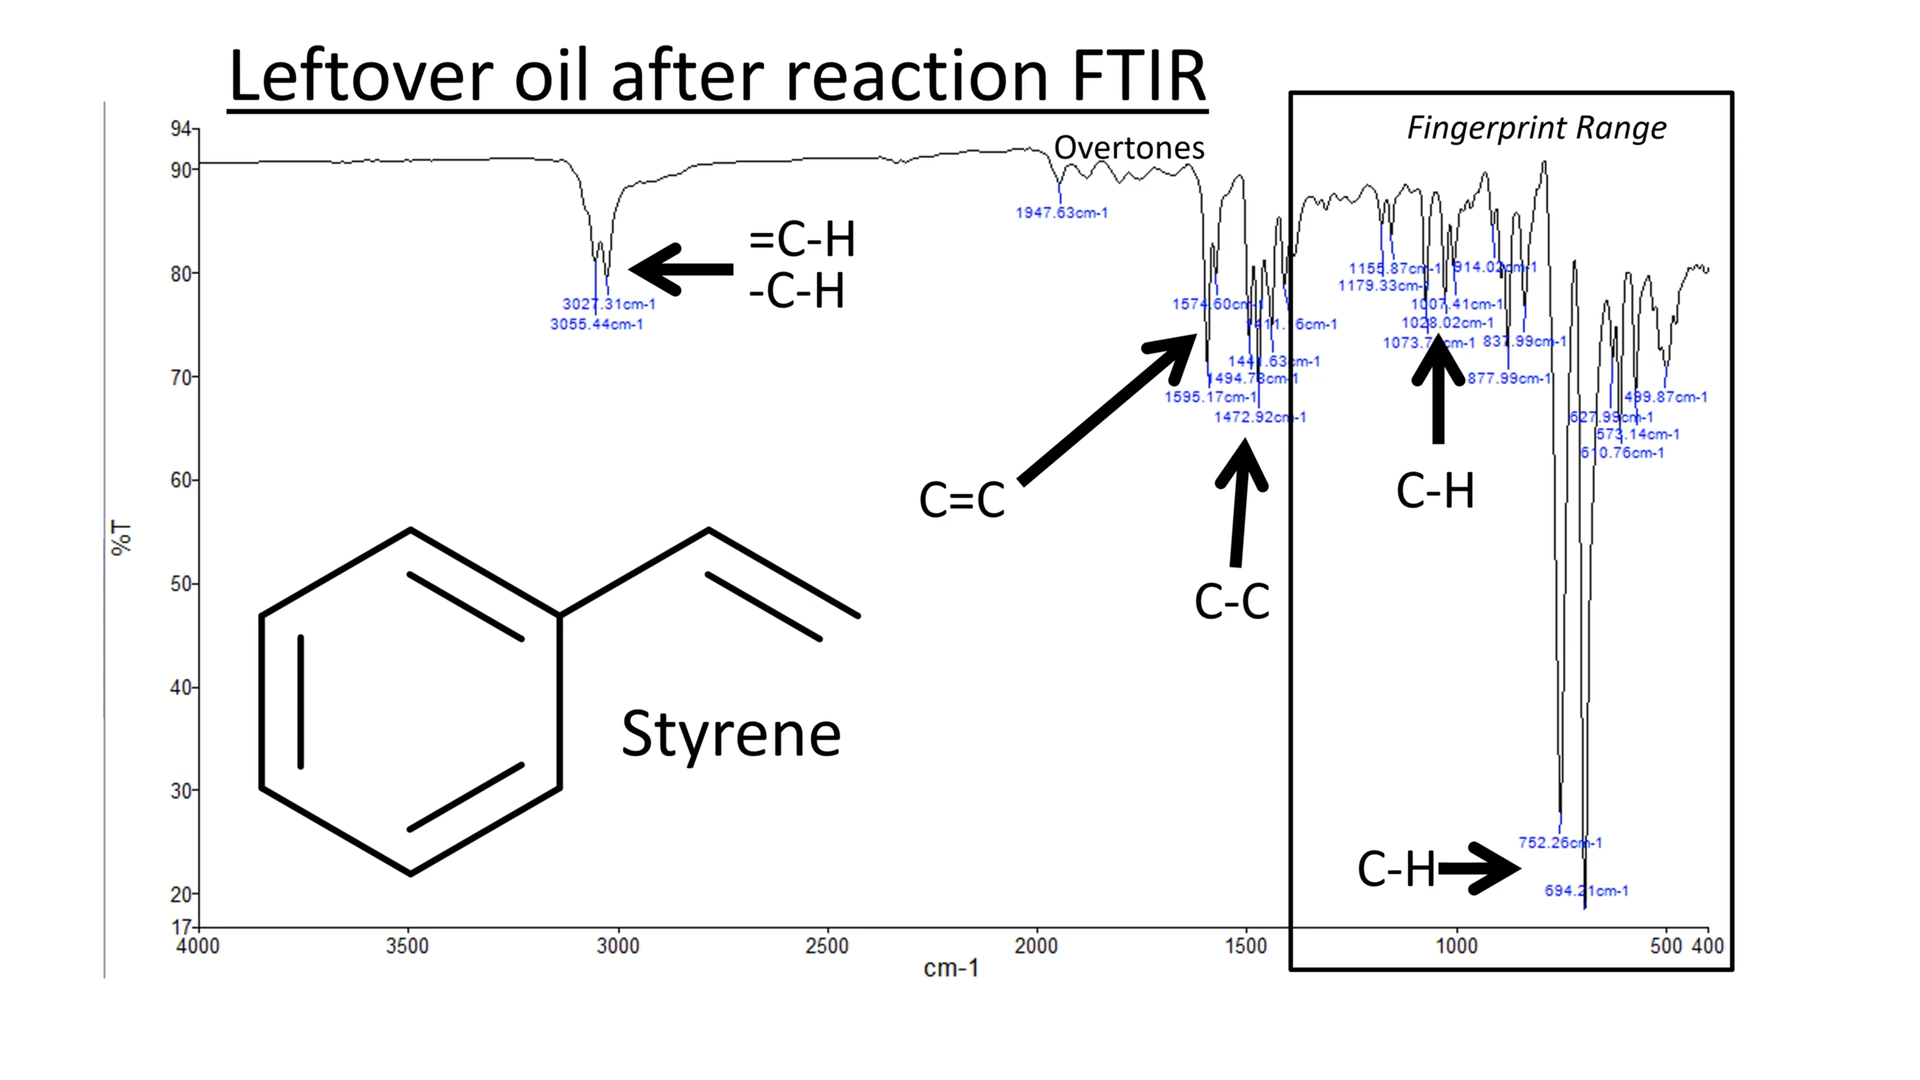 Leftover oil after reaction FTIR
Fingerprint Range
Overtones
94
90
80
70
60
50
40
30
20
17
%T
4000
3500
3000
2500
2000
1500
1000
500
400
cm-1
=C-H
-C-H
3027.31cm-1
3055.44cm-1
1947.63cm-1
1574.60cm-1
1595.17cm-1
1494.78cm-1
1472.92cm-1
1155.87cm-1
1179.33cm-1
914.02cm-1
1007.41cm-1
1028.02cm-1
837.99cm-1
877.99cm-1
499.87cm-1
627.99cm-1
573.14cm-1
610.76cm-1
C=C
C-C
C-H
Styrene
752.26cm-1
C-H
694.21cm-1